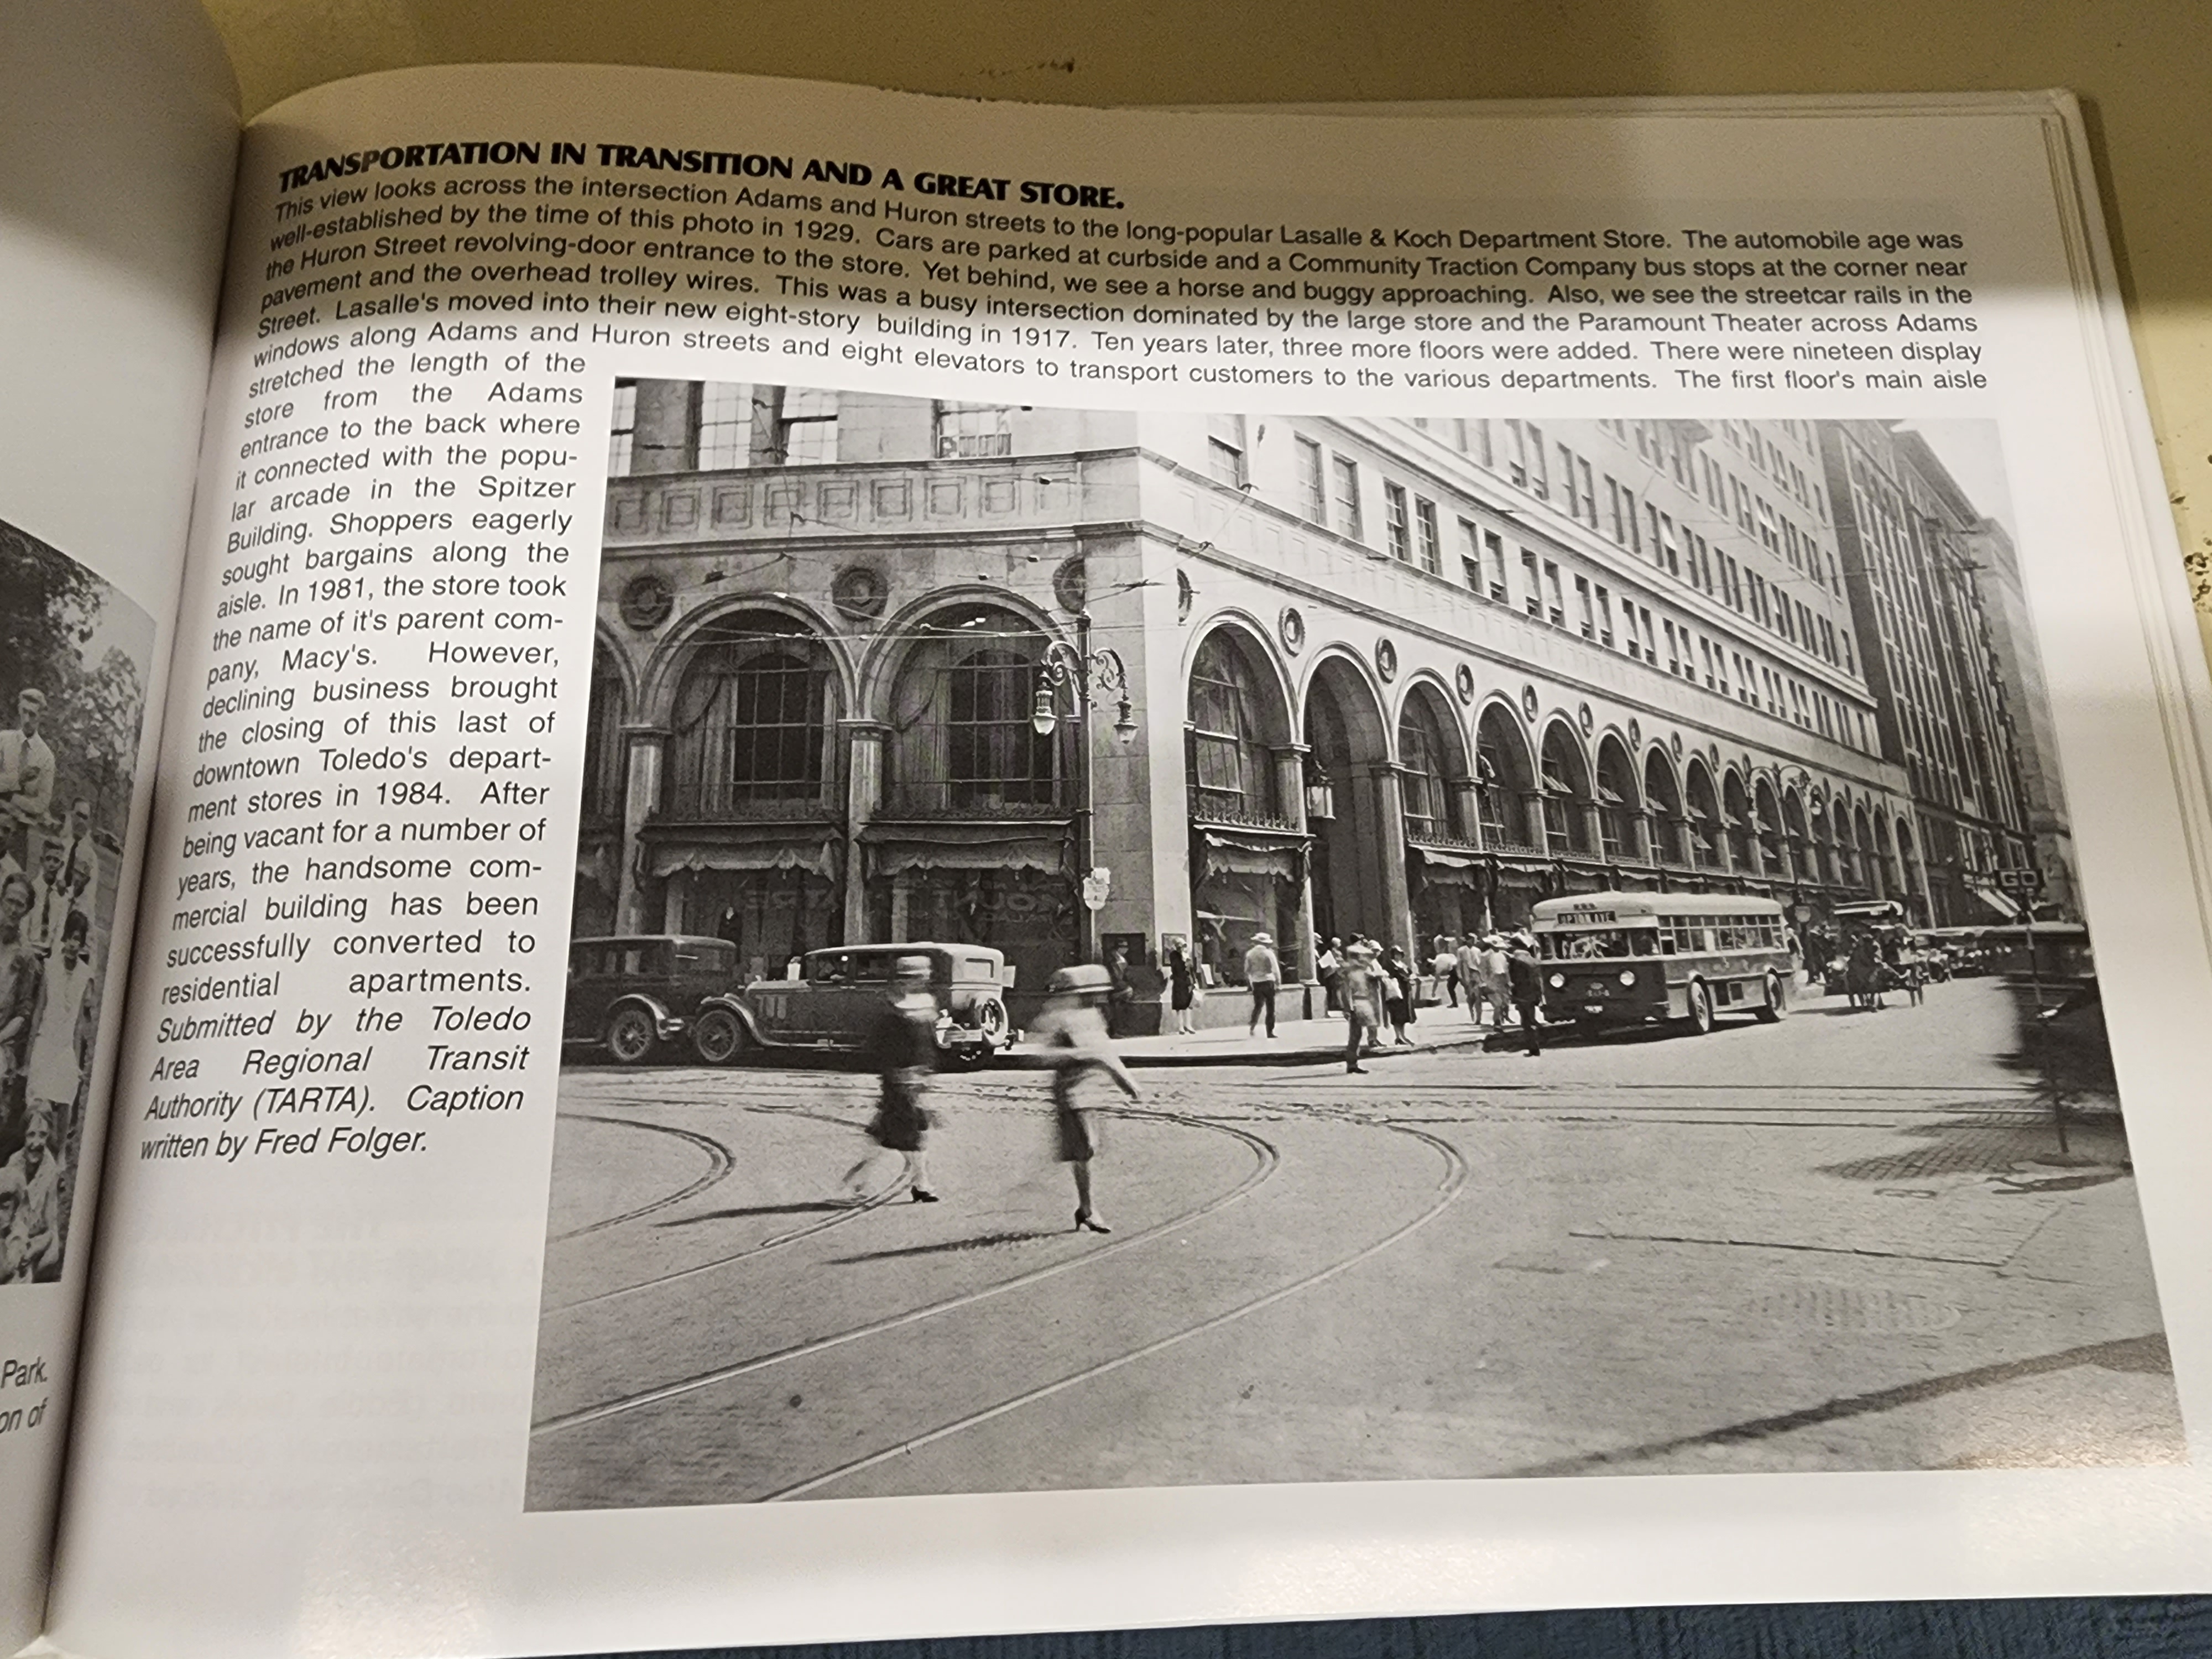 TRANSPORTATION IN TRANSITION AND A GREAT STORE.
This view looks across the intersection Adams and Huron streets to the long-popular Lasalle & Koch Department Store. The automobile age was
well-established by the time of this photo in 1929. Cars are parked at curbside and a Community Traction Company bus stops at the corner near
the Huron Street revolving-door entrance to the store. Yet behind, we see a horse and buggy approaching. Also, we see the streetcar rails in the
pavement and the overhead trolley wires. This was a busy intersection dominated by the large store and the Paramount Theater across Adams
Street. Lasalle's moved into their new eight-story building in 1917. Ten years later, three more floors were added. There were nineteen display
windows along Adams and Huron streets and eight elevators to transport customers to the various departments. The first floor's main aisle
stretched the length of the
store from the Adams
entrance to the back where
it connected with the popu-
lar arcade in the Spitzer
Building. Shoppers eagerly
sought bargains along the
aisle. In 1981, the store took
the name of it's parent com-
pany, Macy's. However,
declining business brought
the closing of this last of
downtown Toledo's depart-
ment stores in 1984. After
being vacant for a number of
years, the handsome com-
mercial building has been
successfully converted to
residential apartments.
Submitted by the Toledo
Area Regional Transit
Authority (TARTA). Caption
written by Fred Folger.
GO
Park.
on of